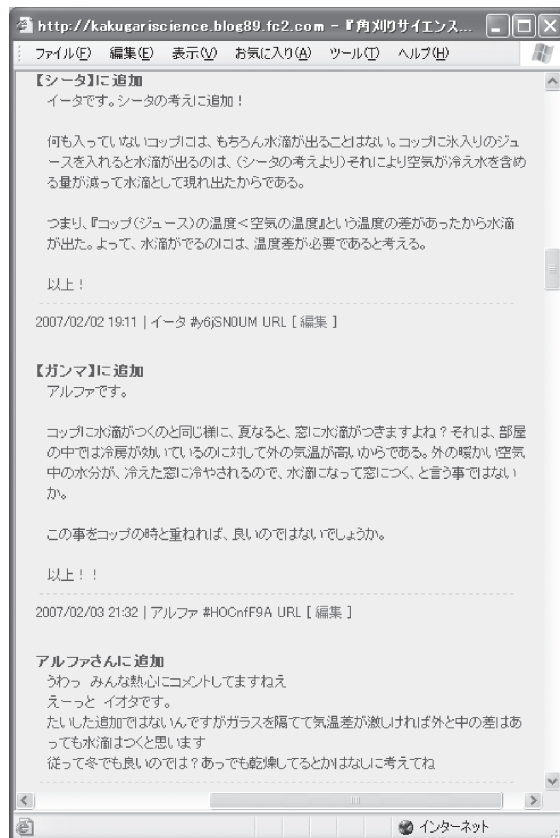 http://kakugariscience.blog89.fc2.com - 『角刈りサイエンス...
ファイル(F) 編集(E) 表示(V) お気に入り(A) ツール(T) ヘルプ(H)
【シータ】に追加
イータです。シータの考えに追加！
何も入っていないコップには、もちろん水滴が出ることはない。コップに氷入りのジュ
ースを入れると水滴が出るのは、(シータの考えより)それにより空気が冷え水を含め
る量が減って水滴として現れ出たからである。
つまり、『コップ(ジュース)の温度＜空気の温度』という温度の差があったから水滴
が出た。よって、水滴がでるのには、温度差が必要であると考える。
以上！
2007/02/02 19:11 | イータ #y6jSN0UM URL [ 編集 ]
【ガンマ】に追加
アルファです。
コップに水滴がつくのと同じ様に、夏なると、窓に水滴がつきますよね？それは、部屋
の中では冷房が効いているのに対して外の気温が高いからである。外の暖かい空気
中の水分が、冷えた窓に冷やされるので、水滴になって窓につく、と言う事ではない
か。
この事をコップの時と重ねれば、良いのではないでしょうか。
以上！！
2007/02/03 21:32 | アルファ #HOCnfF9A URL [ 編集 ]
アルファさんに追加
うわっ みんな熱心にコメントしてますねえ
えーっと イオタです。
たいした追加ではないんですがガラスを隔てて気温差が激しければ外と中の差はあ
っても水滴はつくと思います
従って冬でも良いのでは？あっでも乾燥してるとかはなしに考えてね
インターネット